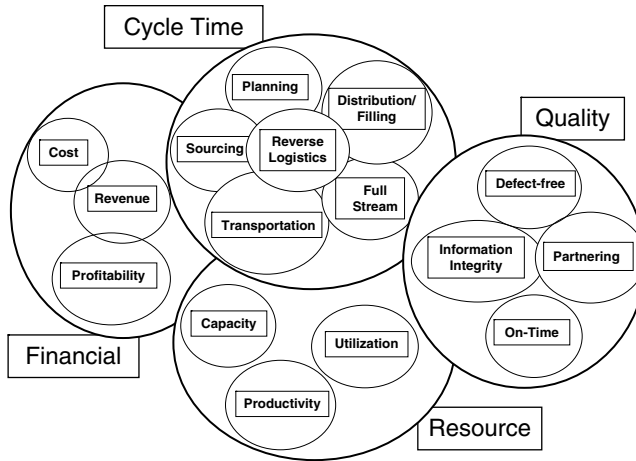 Cycle Time
Planning
Distribution/
Filling
Sourcing
Reverse
Logistics
Full
Stream
Transportation
Cost
Revenue
Profitability
Financial
Quality
Defect-free
Information
Integrity
Partnering
On-Time
Capacity
Utilization
Productivity
Resource